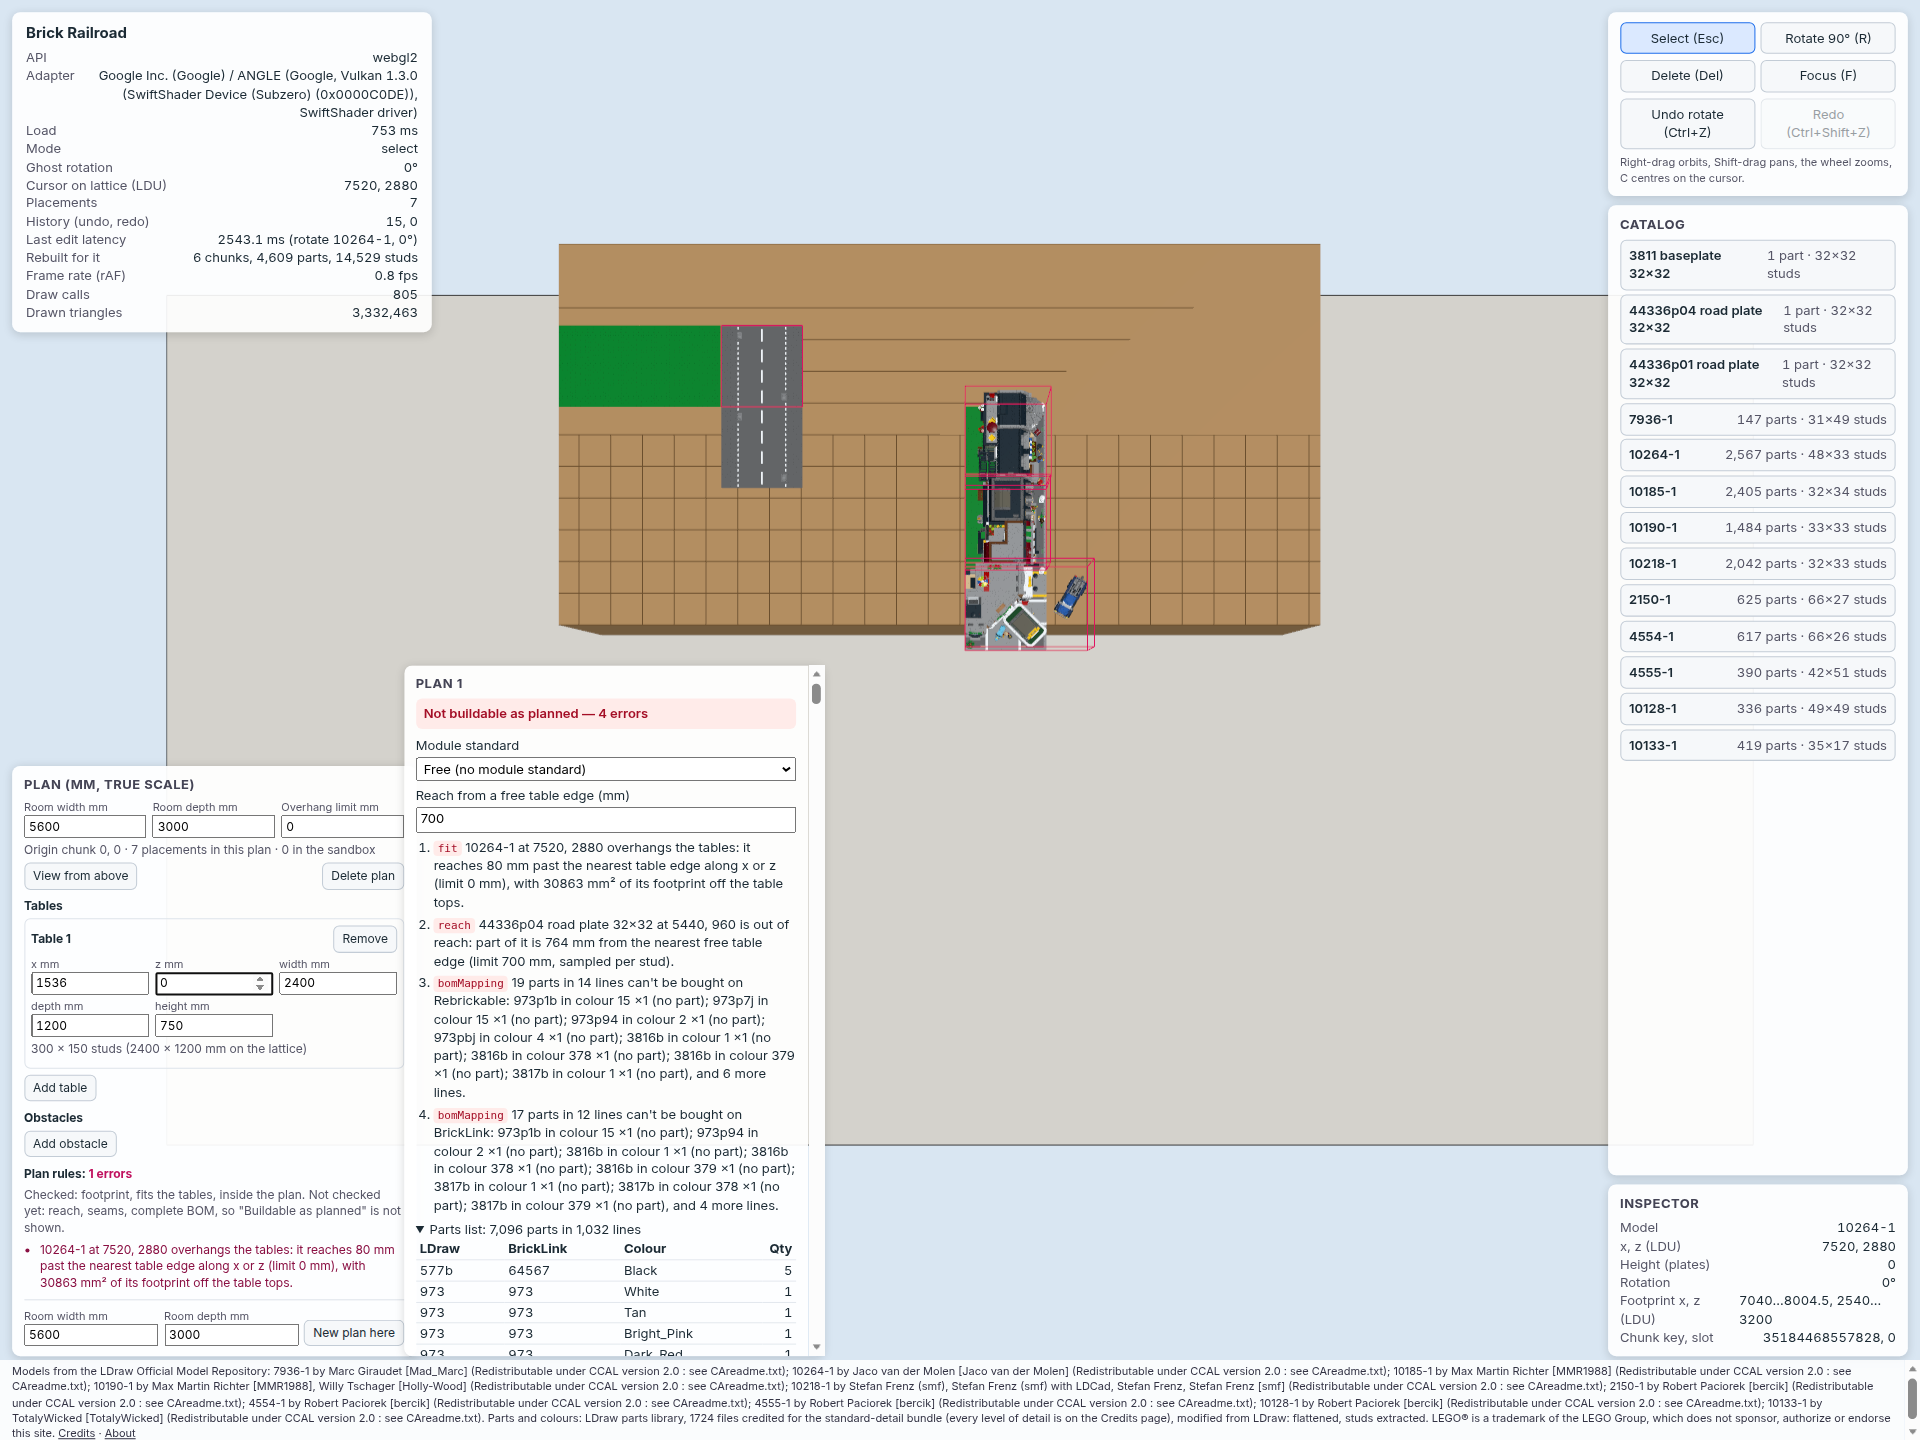 Brick Railroad
API webgl2
Adapter Google Inc. (Google) / ANGLE (Google, Vulkan 1.3.0
(SwiftShader Device (Subzero) (0x0000C0DE)),
SwiftShader driver)
Load 753 ms
Mode select
Ghost rotation 0°
Cursor on lattice (LDU) 7520, 2880
Placements 7
History (undo, redo) 15, 0
Last edit latency 2543.1 ms (rotate 10264-1, 0°)
Rebuilt for it 6 chunks, 4,609 parts, 14,529 studs
Frame rate (rAF) 0.8 fps
Draw calls 805
Drawn triangles 3,332,463
PLAN (MM, TRUE SCALE)
Room width mm Room depth mm Overhang limit mm
5600 3000 0
Origin chunk 0, 0 · 7 placements in this plan · 0 in the sandbox
View from above Delete plan
Tables
Table 1 Remove
x mm z mm width mm
1536 0 2400
depth mm height mm
1200 750
300 × 150 studs (2400 × 1200 mm on the lattice)
Add table
Obstacles
Add obstacle
Plan rules: 1 errors
Checked: footprint, fits the tables, inside the plan. Not checked
yet: reach, seams, complete BOM, so "Buildable as planned" is not
shown.
• 10264-1 at 7520, 2880 overhangs the tables: it reaches 80 mm
past the nearest table edge along x or z (limit 0 mm), with
30863 mm² of its footprint off the table tops.
Room width mm Room depth mm
5600 3000 New plan here
PLAN 1
Not buildable as planned — 4 errors
Module standard
Free (no module standard)
Reach from a free table edge (mm)
700
1. fit 10264-1 at 7520, 2880 overhangs the tables: it
reaches 80 mm past the nearest table edge along x or z
(limit 0 mm), with 30863 mm² of its footprint off the table
tops.
2. reach 44336p04 road plate 32×32 at 5440, 960 is out of
reach: part of it is 764 mm from the nearest free table
edge (limit 700 mm, sampled per stud).
3. bomMapping 19 parts in 14 lines can't be bought on
Rebrickable: 973p1b in colour 15 ×1 (no part); 973p7j in
colour 15 ×1 (no part); 973p94 in colour 2 ×1 (no part);
973pbj in colour 4 ×1 (no part); 3816b in colour 1 ×1 (no
part); 3816b in colour 378 ×1 (no part); 3816b in colour 379
×1 (no part); 3817b in colour 1 ×1 (no part), and 6 more
lines.
4. bomMapping 17 parts in 12 lines can't be bought on
BrickLink: 973p1b in colour 15 ×1 (no part); 973p94 in
colour 2 ×1 (no part); 3816b in colour 1 ×1 (no part); 3816b
in colour 378 ×1 (no part); 3816b in colour 379 ×1 (no part);
3817b in colour 1 ×1 (no part); 3817b in colour 378 ×1 (no
part); 3817b in colour 379 ×1 (no part), and 4 more lines.
▼ Parts list: 7,096 parts in 1,032 lines
LDraw BrickLink Colour Qty
577b 64567 Black 5
973 973 White 1
973 973 Tan 1
973 973 Bright_Pink 1
973 973 Dark_Red 1
Select (Esc) Rotate 90° (R)
Delete (Del) Focus (F)
Undo rotate (Ctrl+Z) Redo (Ctrl+Shift+Z)
Right-drag orbits, Shift-drag pans, the wheel zooms,
C centres on the cursor.
CATALOG
3811 baseplate 32×32 1 part · 32×32 studs
44336p04 road plate 32×32 1 part · 32×32 studs
44336p01 road plate 32×32 1 part · 32×32 studs
7936-1 147 parts · 31×49 studs
10264-1 2,567 parts · 48×33 studs
10185-1 2,405 parts · 32×34 studs
10190-1 1,484 parts · 33×33 studs
10218-1 2,042 parts · 32×33 studs
2150-1 625 parts · 66×27 studs
4554-1 617 parts · 66×26 studs
4555-1 390 parts · 42×51 studs
10128-1 336 parts · 49×49 studs
10133-1 419 parts · 35×17 studs
INSPECTOR
Model 10264-1
x, z (LDU) 7520, 2880
Height (plates) 0
Rotation 0°
Footprint x, z (LDU) 7040…8004.5, 2540…3200
Chunk key, slot 35184468557828, 0
Models from the LDraw Official Model Repository: 7936-1 by Marc Giraudet [Mad_Marc] (Redistributable under CCAL version 2.0 : see CAreadme.txt); 10264-1 by Jaco van der Molen [Jaco van der Molen] (Redistributable under CCAL version 2.0 : see CAreadme.txt); 10185-1 by Max Martin Richter [MMR1988] (Redistributable under CCAL version 2.0 : see
CAreadme.txt); 10190-1 by Max Martin Richter [MMR1988], Willy Tschager [Holly-Wood] (Redistributable under CCAL version 2.0 : see CAreadme.txt); 10218-1 by Stefan Frenz (smf), Stefan Frenz (smf) with LDCad, Stefan Frenz, Stefan Frenz [smf] (Redistributable under CCAL version 2.0 : see CAreadme.txt); 2150-1 by Robert Paciorek [bercik] (Redistributable
under CCAL version 2.0 : see CAreadme.txt); 4554-1 by Robert Paciorek [bercik] (Redistributable under CCAL version 2.0 : see CAreadme.txt); 4555-1 by Robert Paciorek [bercik] (Redistributable under CCAL version 2.0 : see CAreadme.txt); 10128-1 by Robert Paciorek [bercik] (Redistributable under CCAL version 2.0 : see CAreadme.txt); 10133-1 by
TotalyWicked [TotalyWicked] (Redistributable under CCAL version 2.0 : see CAreadme.txt). Parts and colours: LDraw parts library, 1724 files credited for the standard-detail bundle (every level of detail is on the Credits page), modified from LDraw: flattened, studs extracted. LEGO® is a trademark of the LEGO Group, which does not sponsor, authorize or endorse
this site. Credits · About